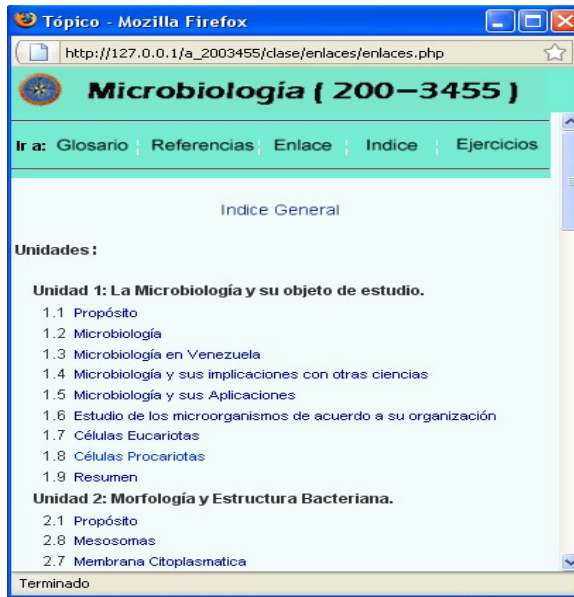 Tópico - Mozilla Firefox
http://127.0.0.1/a_2003455/clase/enlaces/enlaces.php
Microbiología ( 200-3455 )
Ir a: Glosario Referencias Enlace Indice Ejercicios
Indice General
Unidades:
Unidad 1: La Microbiología y su objeto de estudio.
1.1 Propósito
1.2 Microbiología
1.3 Microbiología en Venezuela
1.4 Microbiología y sus implicaciones con otras ciencias
1.5 Microbiología y sus Aplicaciones
1.6 Estudio de los microorganismos de acuerdo a su organización
1.7 Células Eucariotas
1.8 Células Procariotas
1.9 Resumen
Unidad 2: Morfología y Estructura Bacteriana.
2.1 Propósito
2.8 Mesosomas
2.7 Membrana Citoplasmatica
Terminado